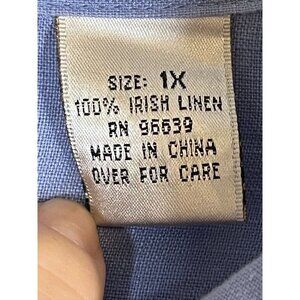 SIZE: 1X
100% IRISH LINEN
RN 96639
MADE IN CHINA
OVER FOR CARE